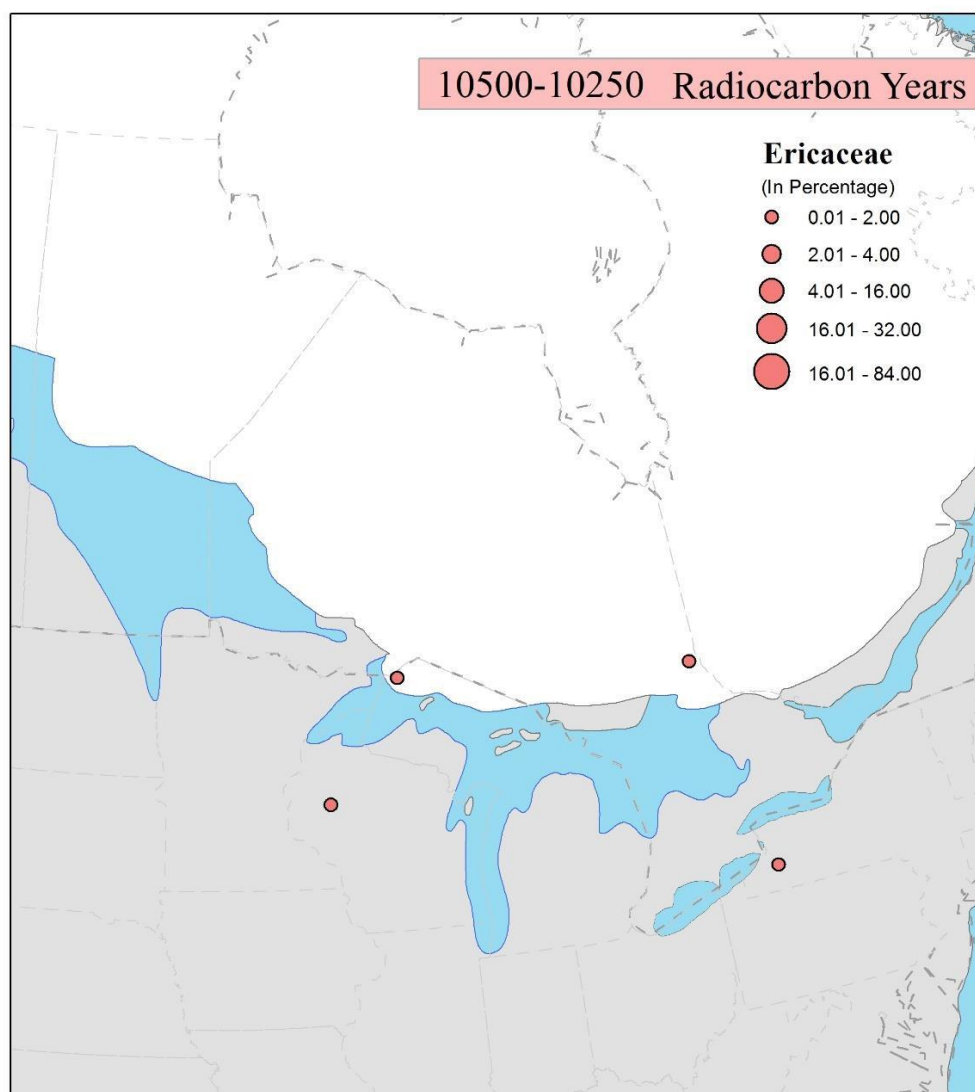 10500-10250 Radiocarbon Years
Ericaceae
(In Percentage)
0.01 - 2.00
2.01 - 4.00
4.01 - 16.00
16.01 - 32.00
16.01 - 84.00